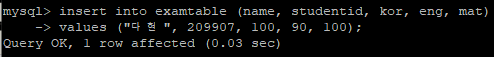 mysql> insert into examtable (name, studentid, kor, eng, mat)
    -> values ("다 현 ", 209907, 100, 90, 100);
Query OK, 1 row affected (0.03 sec)